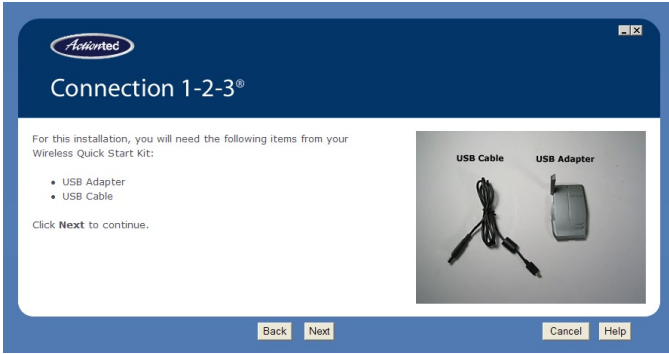 Actiontec
Connection 1-2-3®
For this installation, you will need the following items from your
Wireless Quick Start Kit:
• USB Adapter
• USB Cable
Click Next to continue.
USB Cable
USB Adapter
Back
Next
Cancel
Help